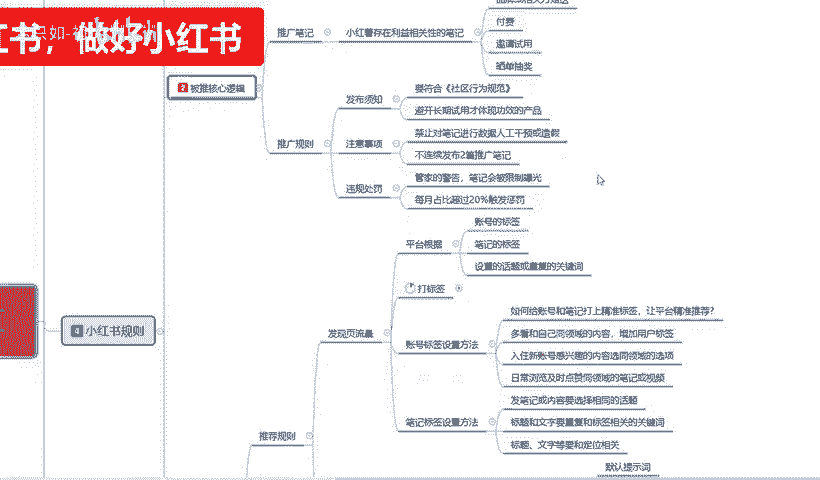 红书，做好小红书
推广笔记
小红薯存在利益相关性的笔记
付费
邀请试用
晒单抽奖
2 被推核心逻辑
推广规则
发布须知
要符合《社区行为规范》
避开长期试用才体现功效的产品
注意事项
禁止对笔记进行数据人工干预或造假
不连续发布2篇推广笔记
违规处罚
管家的警告，笔记会被限制曝光
每月占比超过20%触发惩罚
4 小红书规则
推荐规则
发现页流量
平台根据
账号的标签
笔记的标签
设置的话题或重复的关键词
打标签
账号标签设置方法
如何给账号和笔记打上精准标签，让平台精准推荐？
多看和自己同领域的内容，增加用户标签
入住新账号感兴趣的内容选同领域的选项
日常浏览及时点赞同领域的笔记或视频
笔记标签设置方法
发笔记或内容要选择相同的话题
标题和文字要重复和标签相关的关键词
标题、文字等要和定位相关
默认提示词